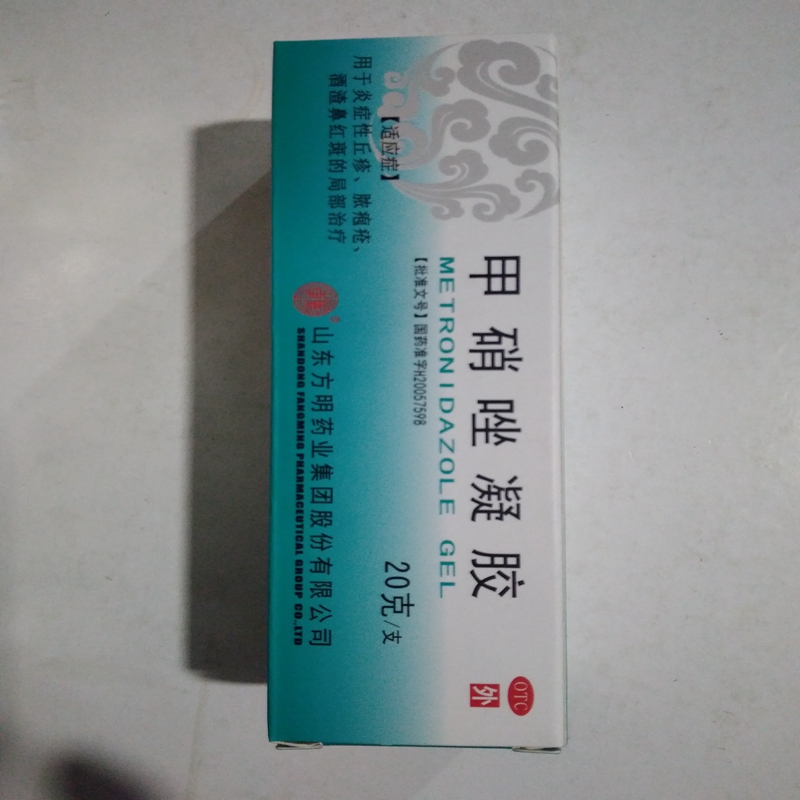 甲硝唑凝胶
METRONIDAZOLE GEL
【批准文号】国药准字H20057598
【适应症】
用于炎症性丘疹、脓疱疮、
酒渣鼻红斑的局部治疗
20克/支
OTC
外
山东方明药业集团股份有限公司
SHANDONG FANGMING PHARMACEUTICAL GROUP CO.,LTD